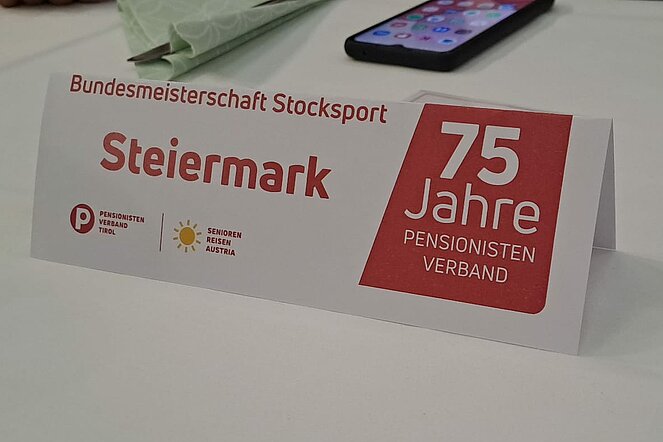 Bundesmeisterschaft Stocksport
Steiermark
P
PENSIONISTEN
VERBAND
TIROL
SENIOREN
REISEN
AUSTRIA
75
Jahre
PENSIONISTEN
VERBAND